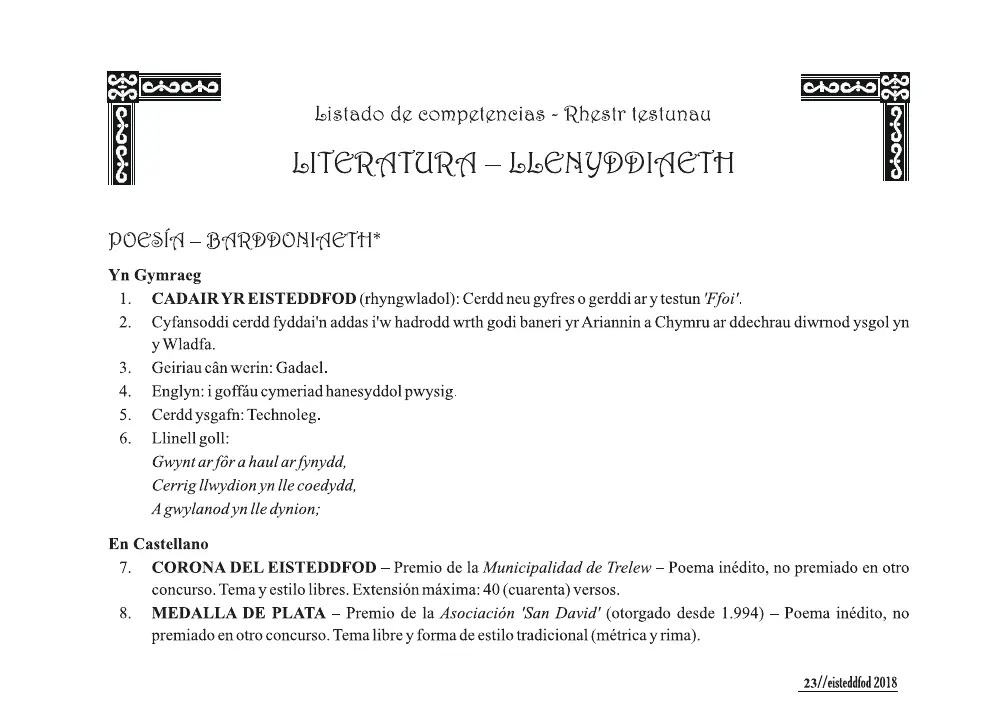 Listado de competencias - Rhestr testunau
LITERATURA – LLENYDDIAETH
POESÍA – BARDDONIAETH*
Yn Gymraeg
1. CADAIR YR EISTEDDFOD (rhyngwladol): Cerdd neu gyfres o gerddi ar y testun 'Ffoi'.
2. Cyfansoddi cerdd fyddai'n addas i'w hadrodd wrth godi baneri yr Ariannin a Chymru ar ddechrau diwrnod ysgol yn
y Wladfa.
3. Geiriau cân werin: Gadael.
4. Englyn: i goffáu cymeriad hanesyddol pwysig.
5. Cerdd ysgafn: Technoleg.
6. Llinell goll:
Gwynt ar fôr a haul ar fynydd,
Cerrig llwydion yn lle coedydd,
A gwylanod yn lle dynion;
En Castellano
7. CORONA DEL EISTEDDFOD – Premio de la Municipalidad de Trelew – Poema inédito, no premiado en otro
concurso. Tema y estilo libres. Extensión máxima: 40 (cuarenta) versos.
8. MEDALLA DE PLATA – Premio de la Asociación 'San David' (otorgado desde 1.994) – Poema inédito, no
premiado en otro concurso. Tema libre y forma de estilo tradicional (métrica y rima).
23//eisteddfod 2018